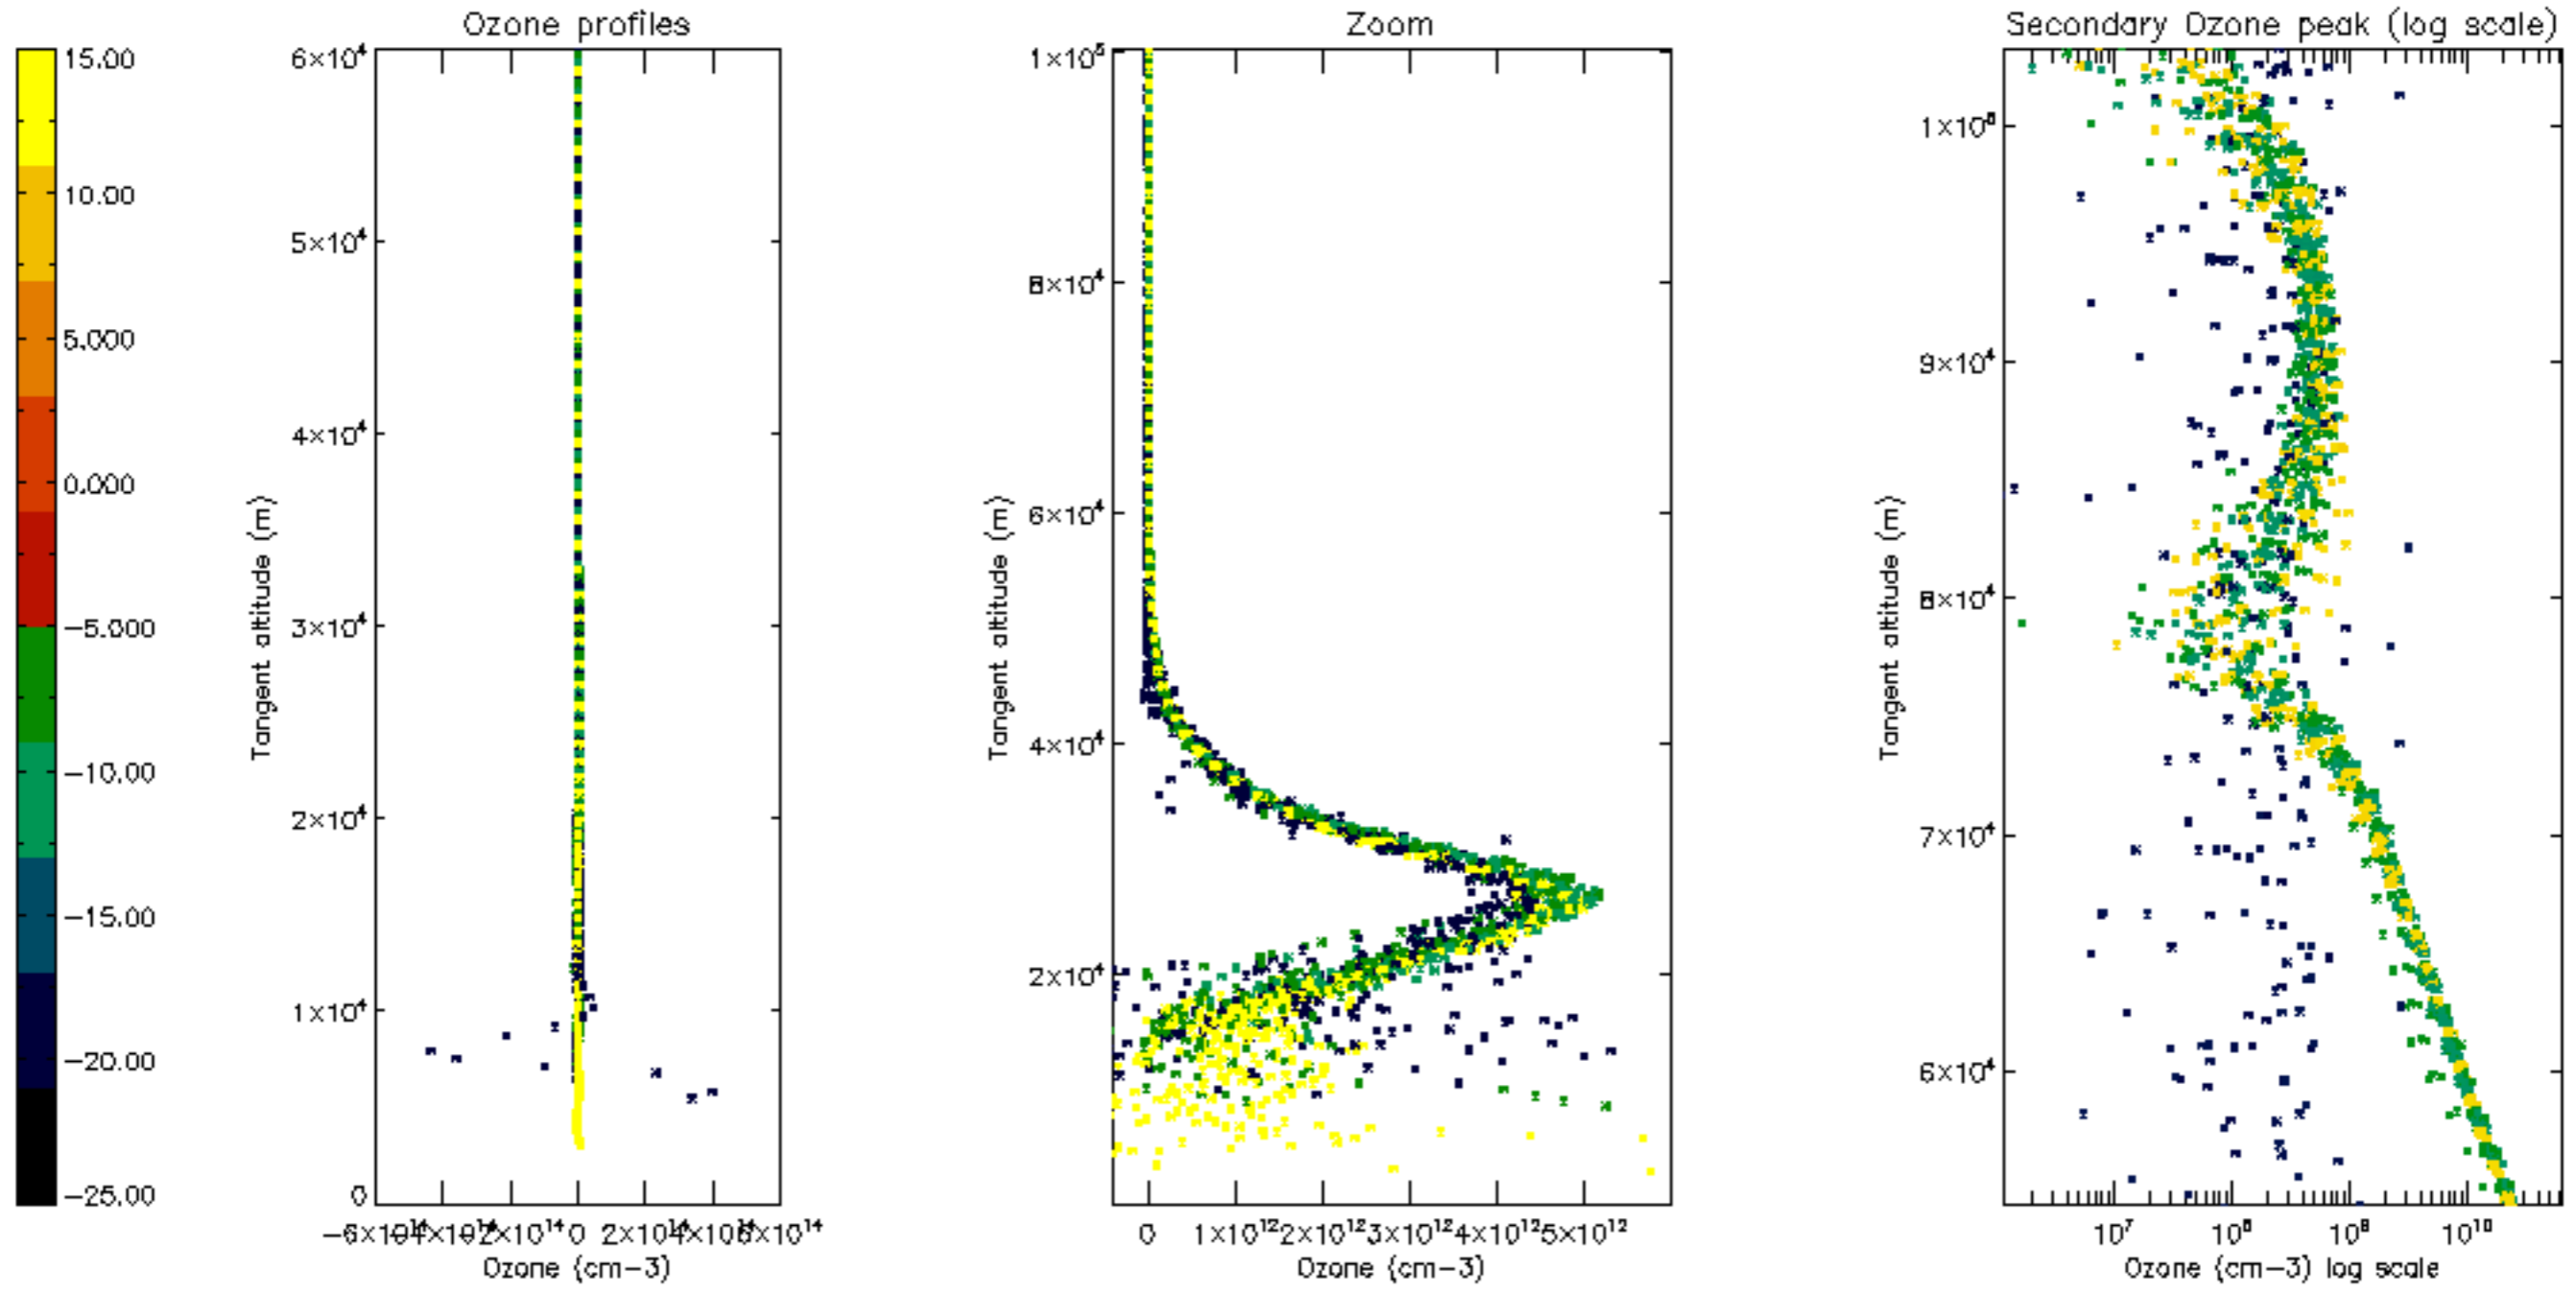 Ozone profiles
Zoom
Secondary Ozone peak (log scale)
15.00
10.00
5.000
0.000
−5.000
−10.00
−15.00
−20.00
−25.00
6×10⁴
5×10⁴
4×10⁴
3×10⁴
2×10⁴
1×10⁴
0
Tangent altitude (m)
0 2×10¹⁴ 6×10¹⁴
Ozone (cm−3)
1×10⁵
8×10⁴
6×10⁴
4×10⁴
2×10⁴
Tangent altitude (m)
0 1×10¹² 2×10¹² 3×10¹² 4×10¹² 5×10¹²
Ozone (cm−3)
1×10⁵
9×10⁴
8×10⁴
7×10⁴
6×10⁴
Tangent altitude (m)
10⁷ 10⁸ 10⁹ 10¹⁰
Ozone (cm−3) log scale